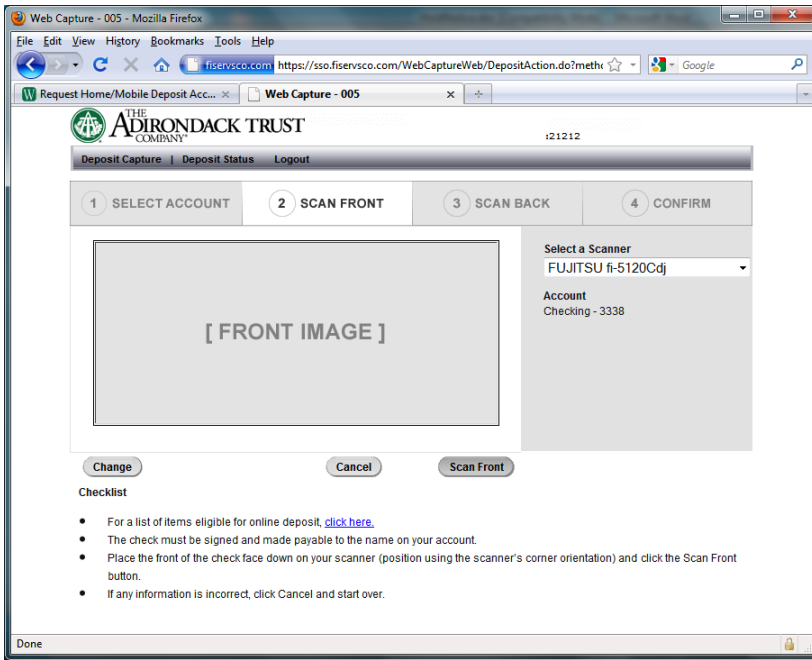 Web Capture - 005 - Mozilla Firefox
File Edit View History Bookmarks Tools Help
fiservsco.com https://sso.fiservsco.com/WebCaptureWeb/DepositAction.do?metho Google
Request Home/Mobile Deposit Acc... Web Capture - 005
THE
ADIRONDACK TRUST
COMPANY
:21212
Deposit Capture | Deposit Status Logout
1 SELECT ACCOUNT 2 SCAN FRONT 3 SCAN BACK 4 CONFIRM
Select a Scanner
FUJITSU fi-5120Cdj
Account
Checking - 3338
[ FRONT IMAGE ]
Change Cancel Scan Front
Checklist
• For a list of items eligible for online deposit, click here.
• The check must be signed and made payable to the name on your account.
• Place the front of the check face down on your scanner (position using the scanner's corner orientation) and click the Scan Front
button.
• If any information is incorrect, click Cancel and start over.
Done